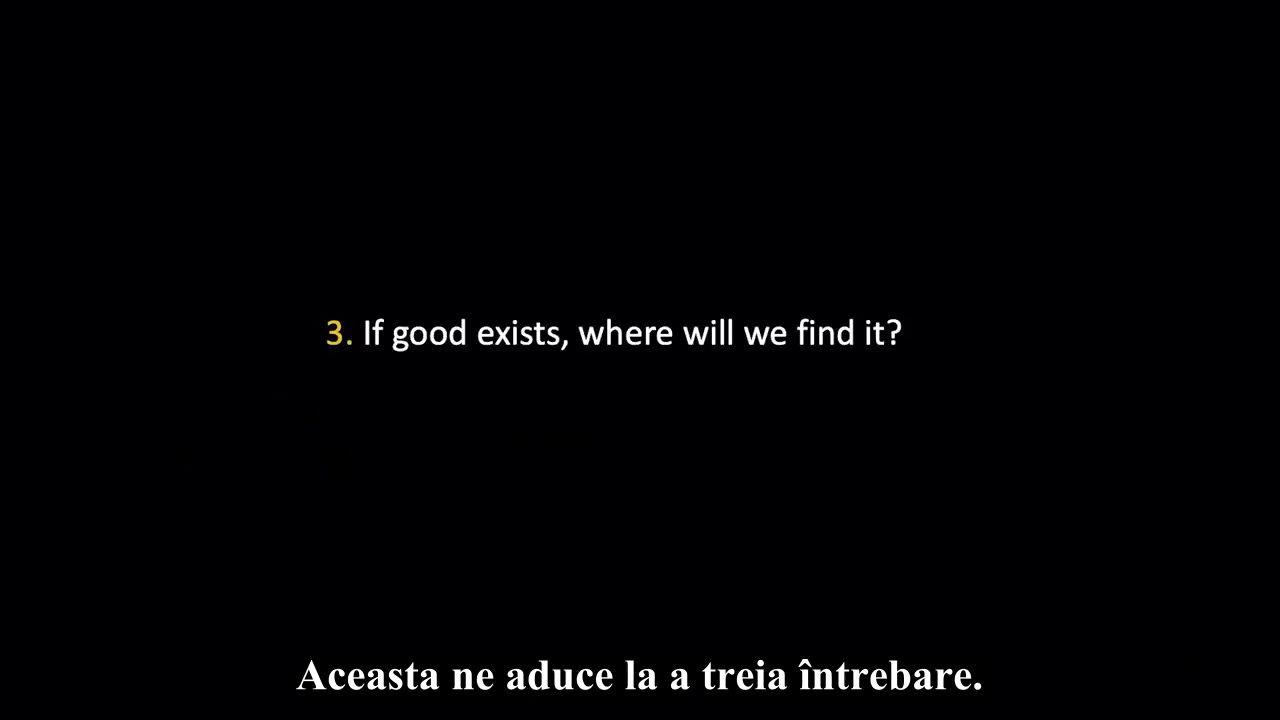 3. If good exists, where will we find it?
Aceasta ne aduce la a treia întrebare.